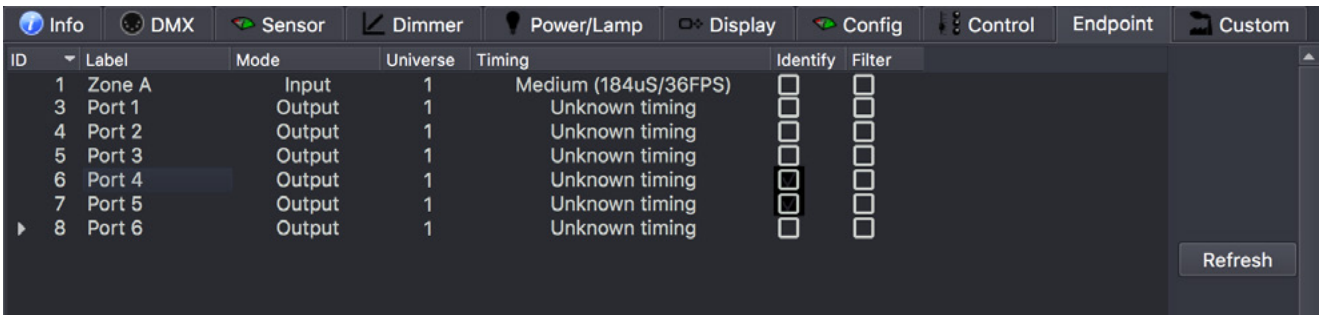 Info DMX Sensor Dimmer Power/Lamp Display Config Control Endpoint Custom
ID Label Mode Universe Timing Identify Filter
1 Zone A Input 1 Medium (184uS/36FPS)
3 Port 1 Output 1 Unknown timing
4 Port 2 Output 1 Unknown timing
5 Port 3 Output 1 Unknown timing
6 Port 4 Output 1 Unknown timing
7 Port 5 Output 1 Unknown timing
8 Port 6 Output 1 Unknown timing
Refresh